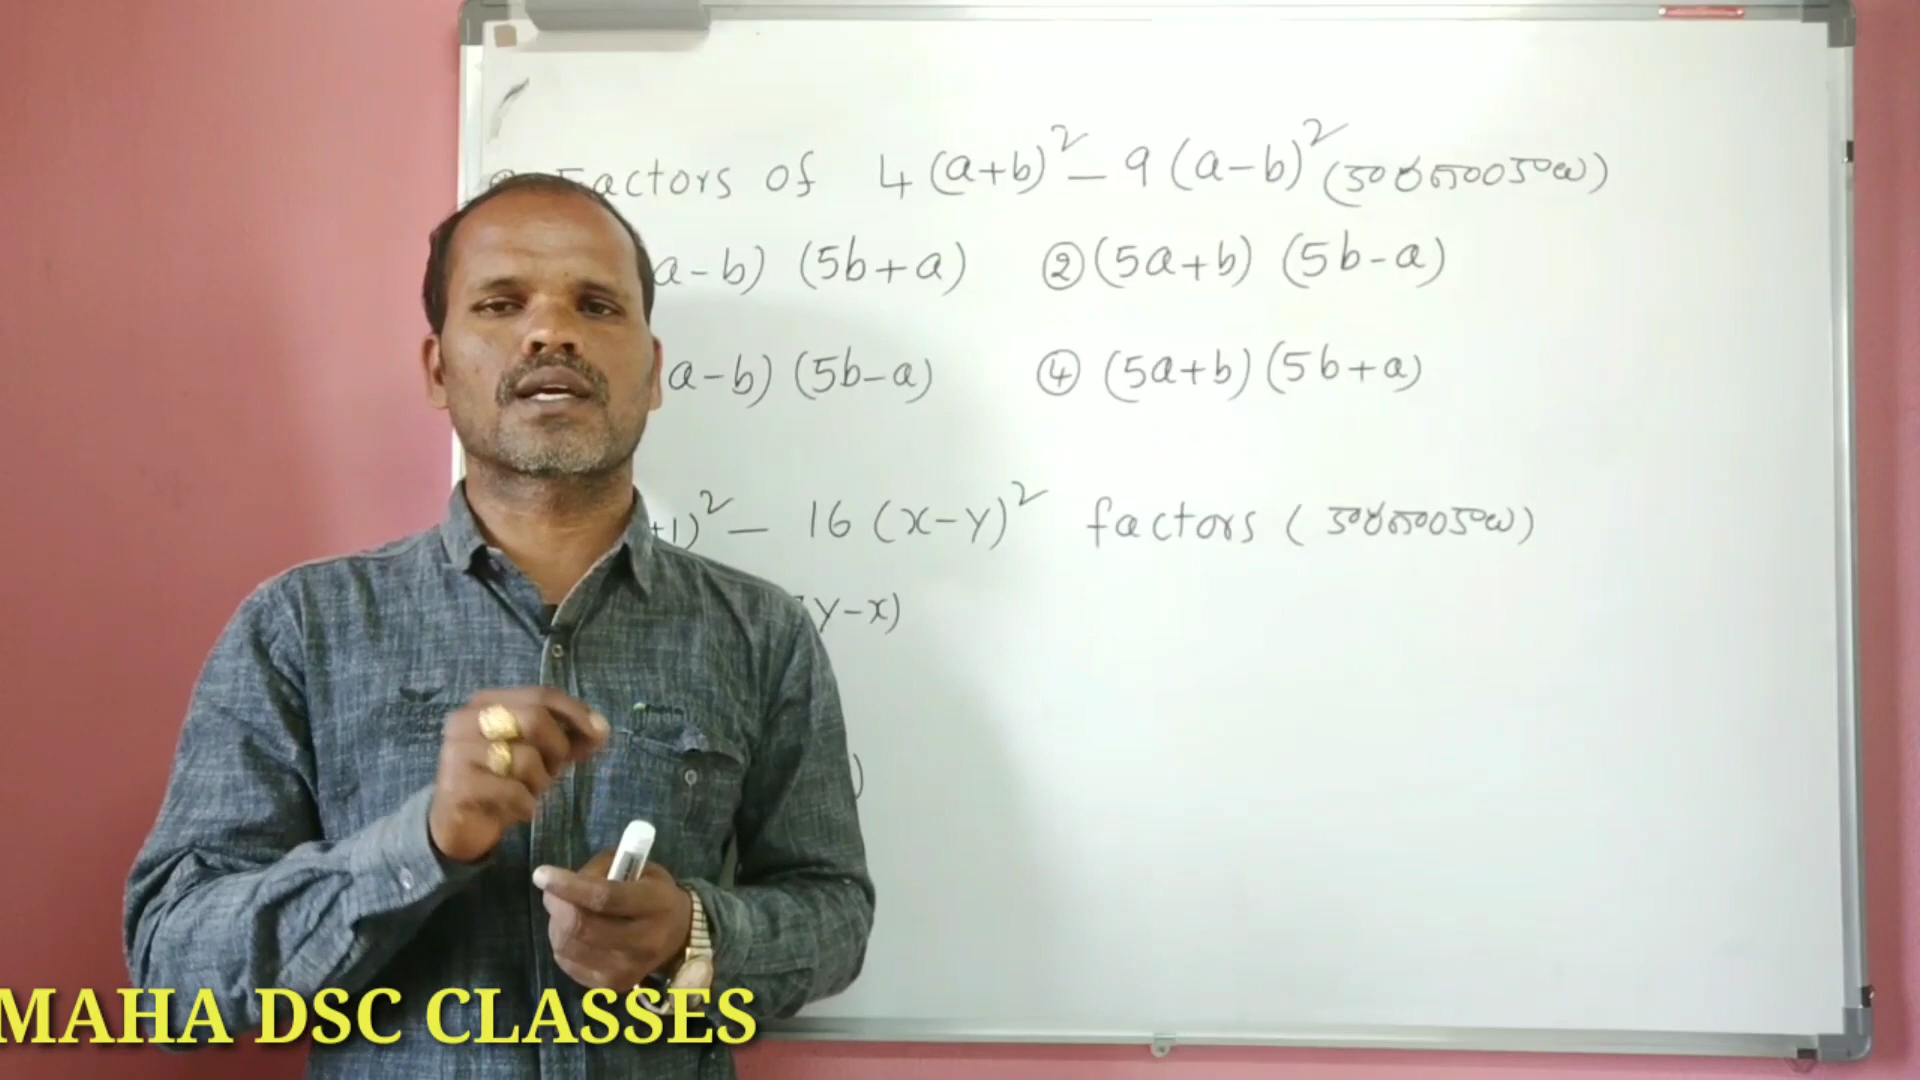 Factors of 4(a+b)² - 9(a-b)² (కారణాంకాలు)
a-b) (5b+a) ② (5a+b) (5b-a)
(a-b) (5b-a) ④ (5a+b) (5b+a)
+1)² - 16 (x-y)² factors (కారణాంకాలు)
y-x)
)
MAHA DSC CLASSES